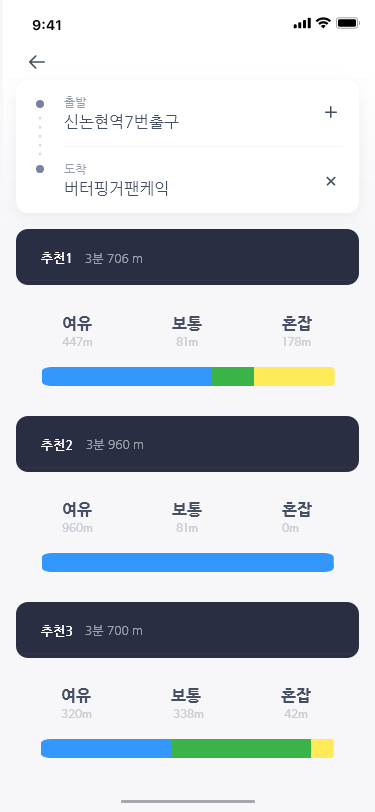 9:41
출발
신논현역7번출구
도착
버터핑거팬케익
추천1 3분 706 m
여유 보통 혼잡
447m 81m 178m
추천2 3분 960 m
여유 보통 혼잡
960m 81m 0m
추천3 3분 700 m
여유 보통 혼잡
320m 338m 42m